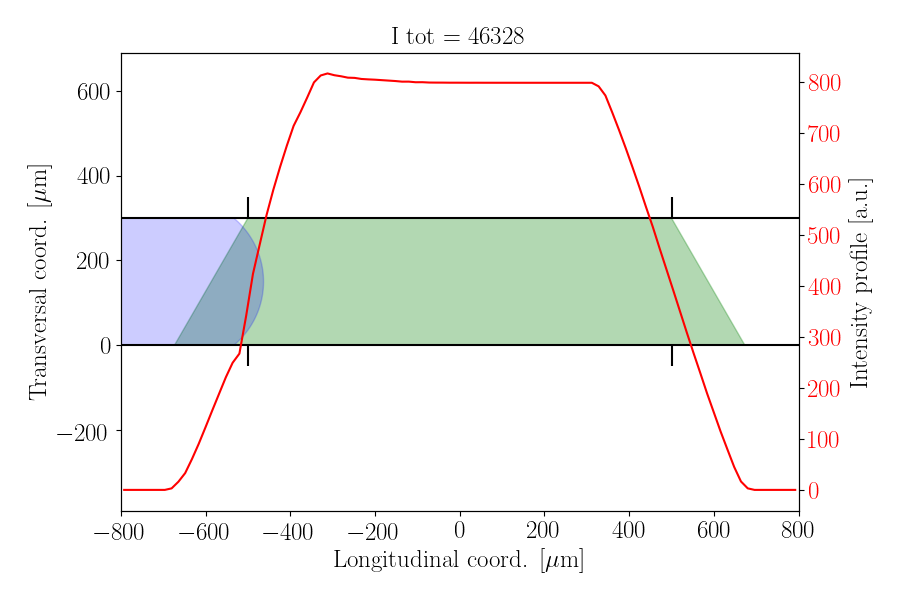 I tot = 46328
600
400
200
0
−200
Transversal coord. [μm]
800
700
600
500
400
300
200
100
0
Intensity profile [a.u.]
−800 −600 −400 −200 0 200 400 600 800
Longitudinal coord. [μm]